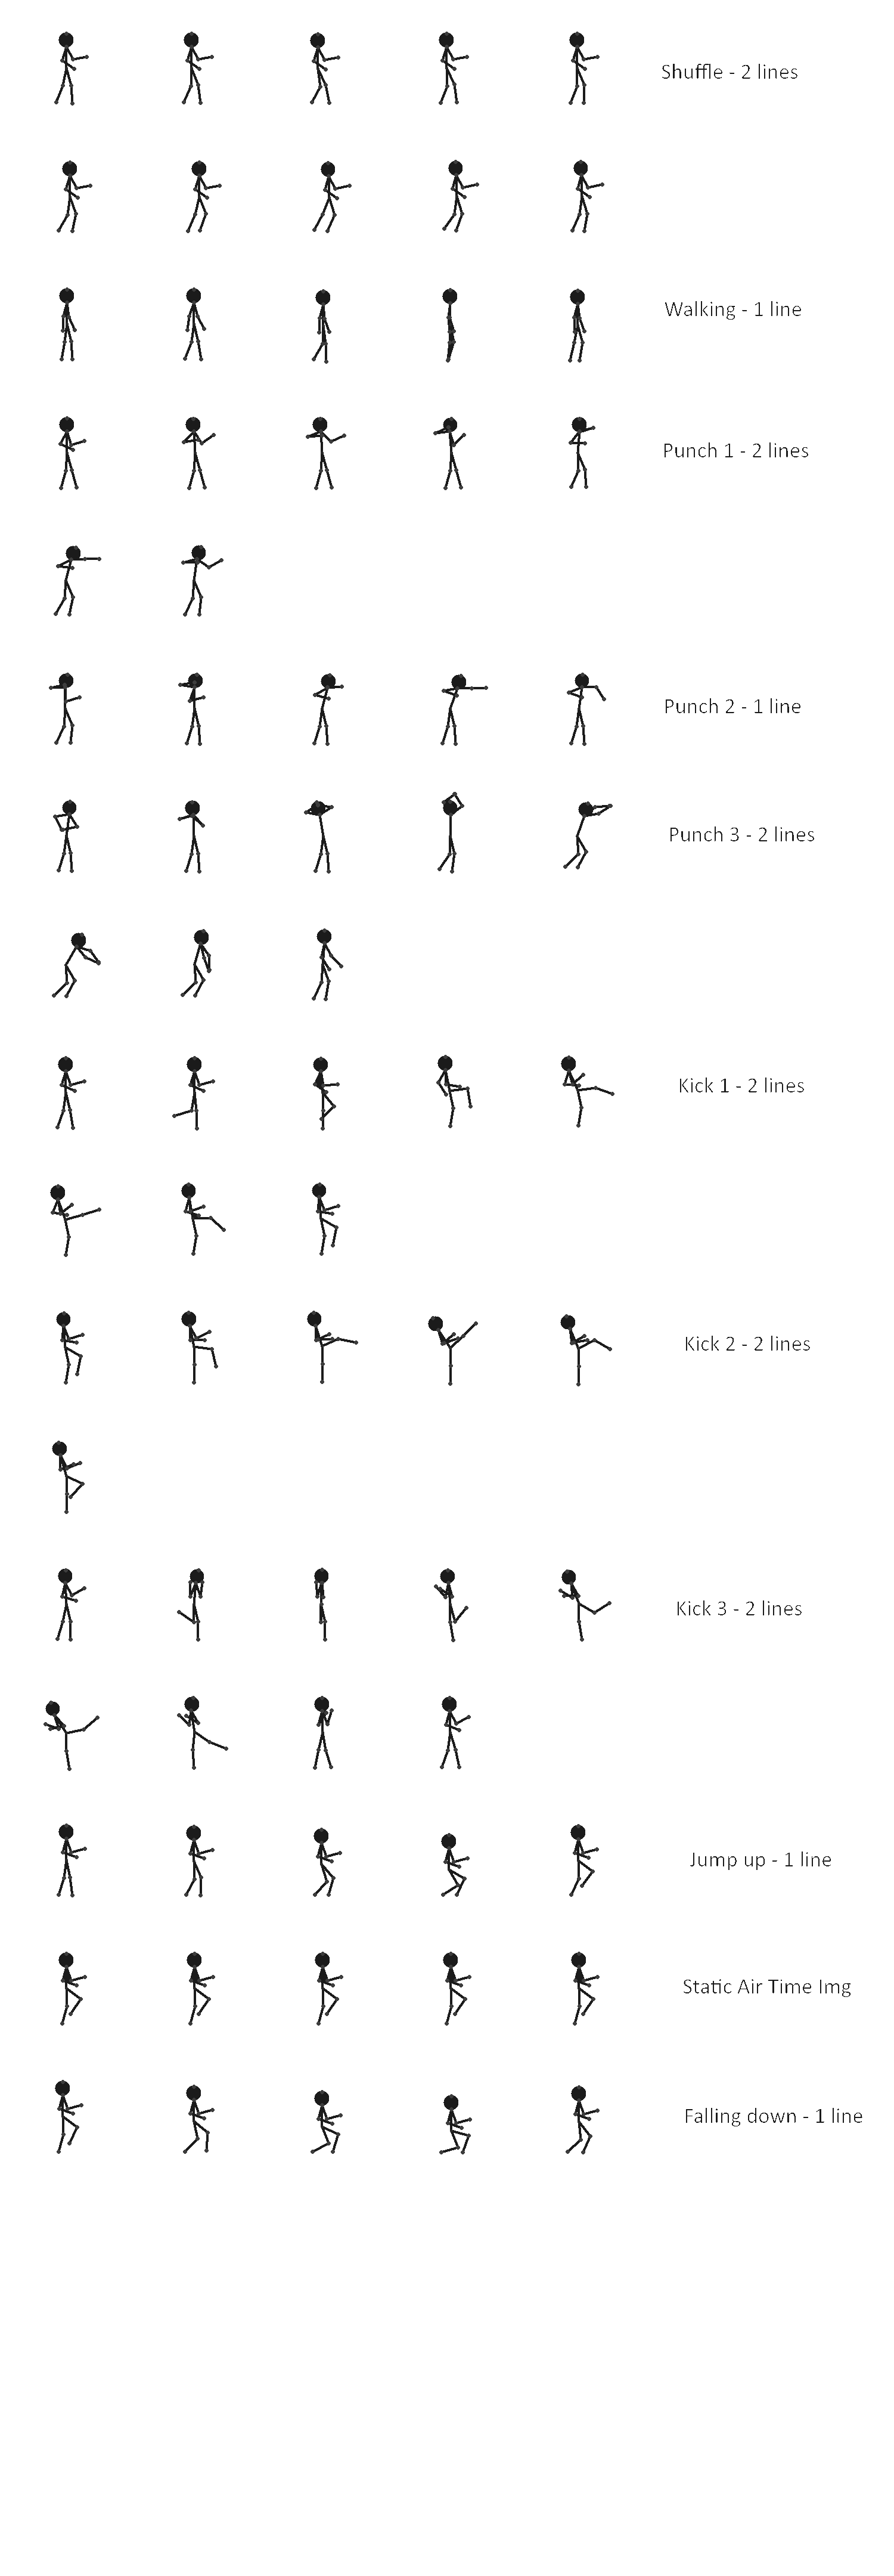 Shuffle - 2 lines
Walking - 1 line
Punch 1 - 2 lines
Punch 2 - 1 line
Punch 3 - 2 lines
Kick 1 - 2 lines
Kick 2 - 2 lines
Kick 3 - 2 lines
Jump up - 1 line
Static Air Time Img
Falling down - 1 line